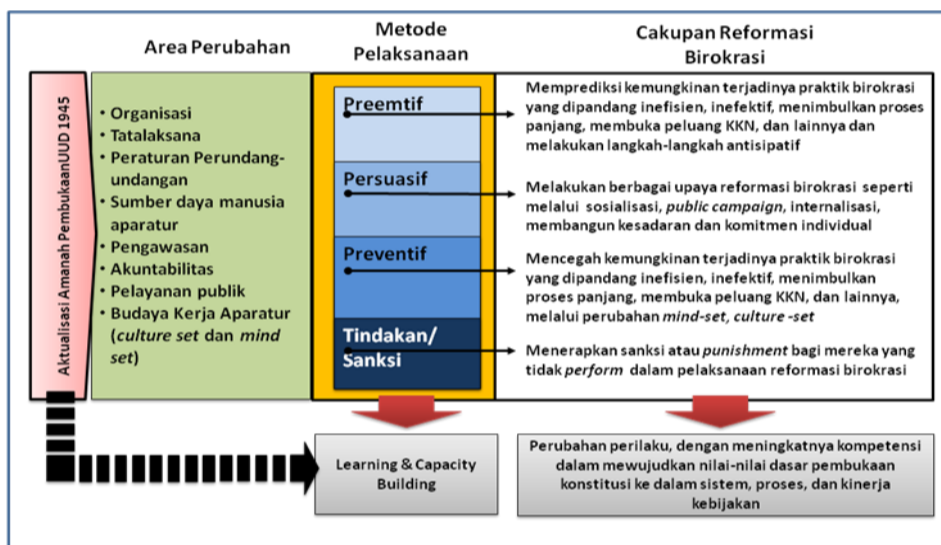 Area Perubahan
Metode
Pelaksanaan
Cakupan Reformasi
Birokrasi
Aktualisasi Amanah PembukaanUUD 1945
• Organisasi
• Tatalaksana
• Peraturan Perundang-
undangan
• Sumber daya manusia
aparatur
• Pengawasan
• Akuntabilitas
• Pelayanan publik
• Budaya Kerja Aparatur
(culture set dan mind
set)
Preemtif
Persuasif
Preventif
Tindakan/
Sanksi
Memprediksi kemungkinan terjadinya praktik birokrasi
yang dipandang inefisien, inefektif, menimbulkan proses
panjang, membuka peluang KKN, dan lainnya dan
melakukan langkah-langkah antisipatif
Melakukan berbagai upaya reformasi birokrasi seperti
melalui sosialisasi, public campaign, internalisasi,
membangun kesadaran dan komitmen individual
Mencegah kemungkinan terjadinya praktik birokrasi
yang dipandang inefisien, inefektif, menimbulkan
proses panjang, membuka peluang KKN, dan lainnya,
melalui perubahan mind-set, culture -set
Menerapkan sanksi atau punishment bagi mereka yang
tidak perform dalam pelaksanaan reformasi birokrasi
Learning & Capacity
Building
Perubahan perilaku, dengan meningkatnya kompetensi
dalam mewujudkan nilai-nilai dasar pembukaan
konstitusi ke dalam sistem, proses, dan kinerja
kebijakan